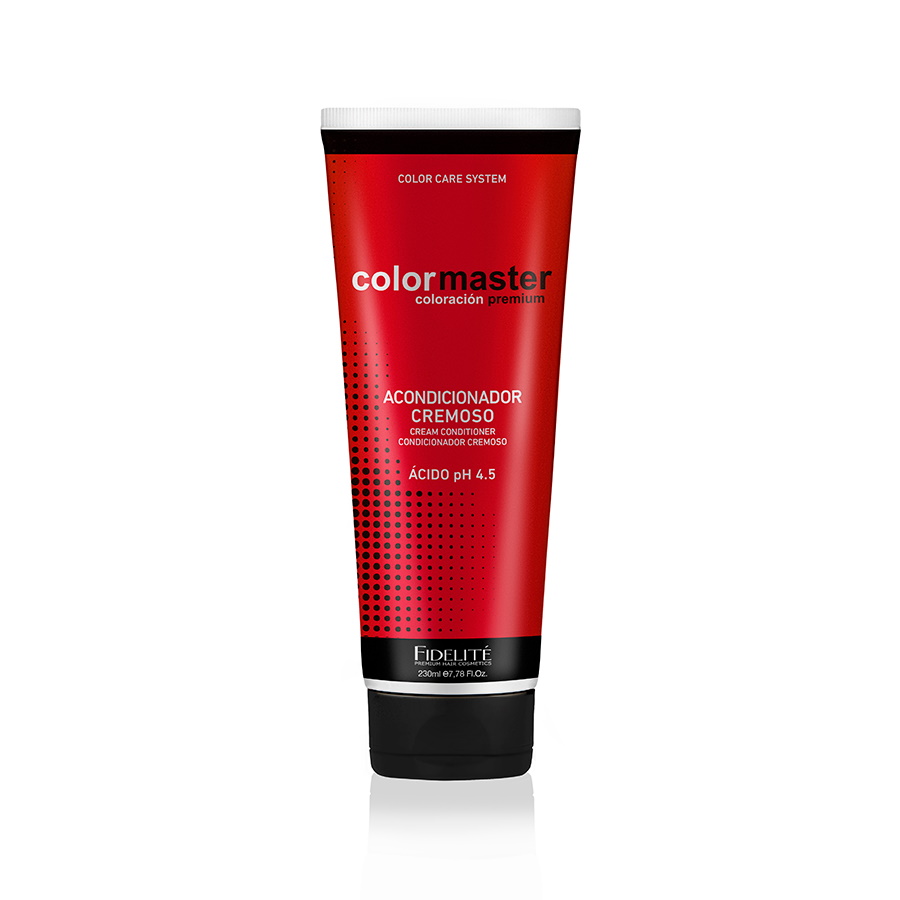 COLOR CARE SYSTEM
colormaster
coloración premium
ACONDICIONADOR
CREMOSO
CREAM CONDITIONER
CONDICIONADOR CREMOSO
ÁCIDO pH 4.5
FIDELITÉ
PREMIUM HAIR COSMETICS
230ml e7,78 Fl.Oz.